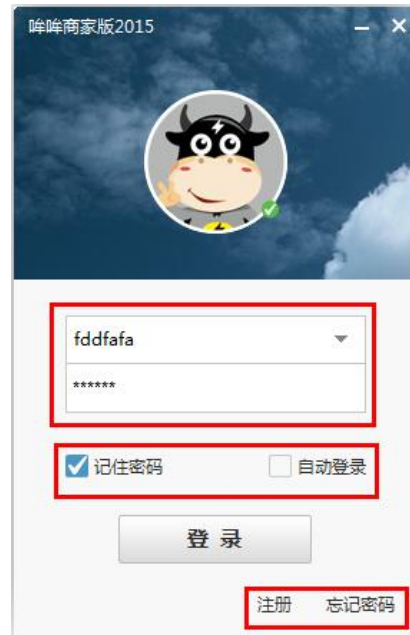 哞哞商家版2015
fddfafa
******
记住密码 自动登录
登 录
注册 忘记密码